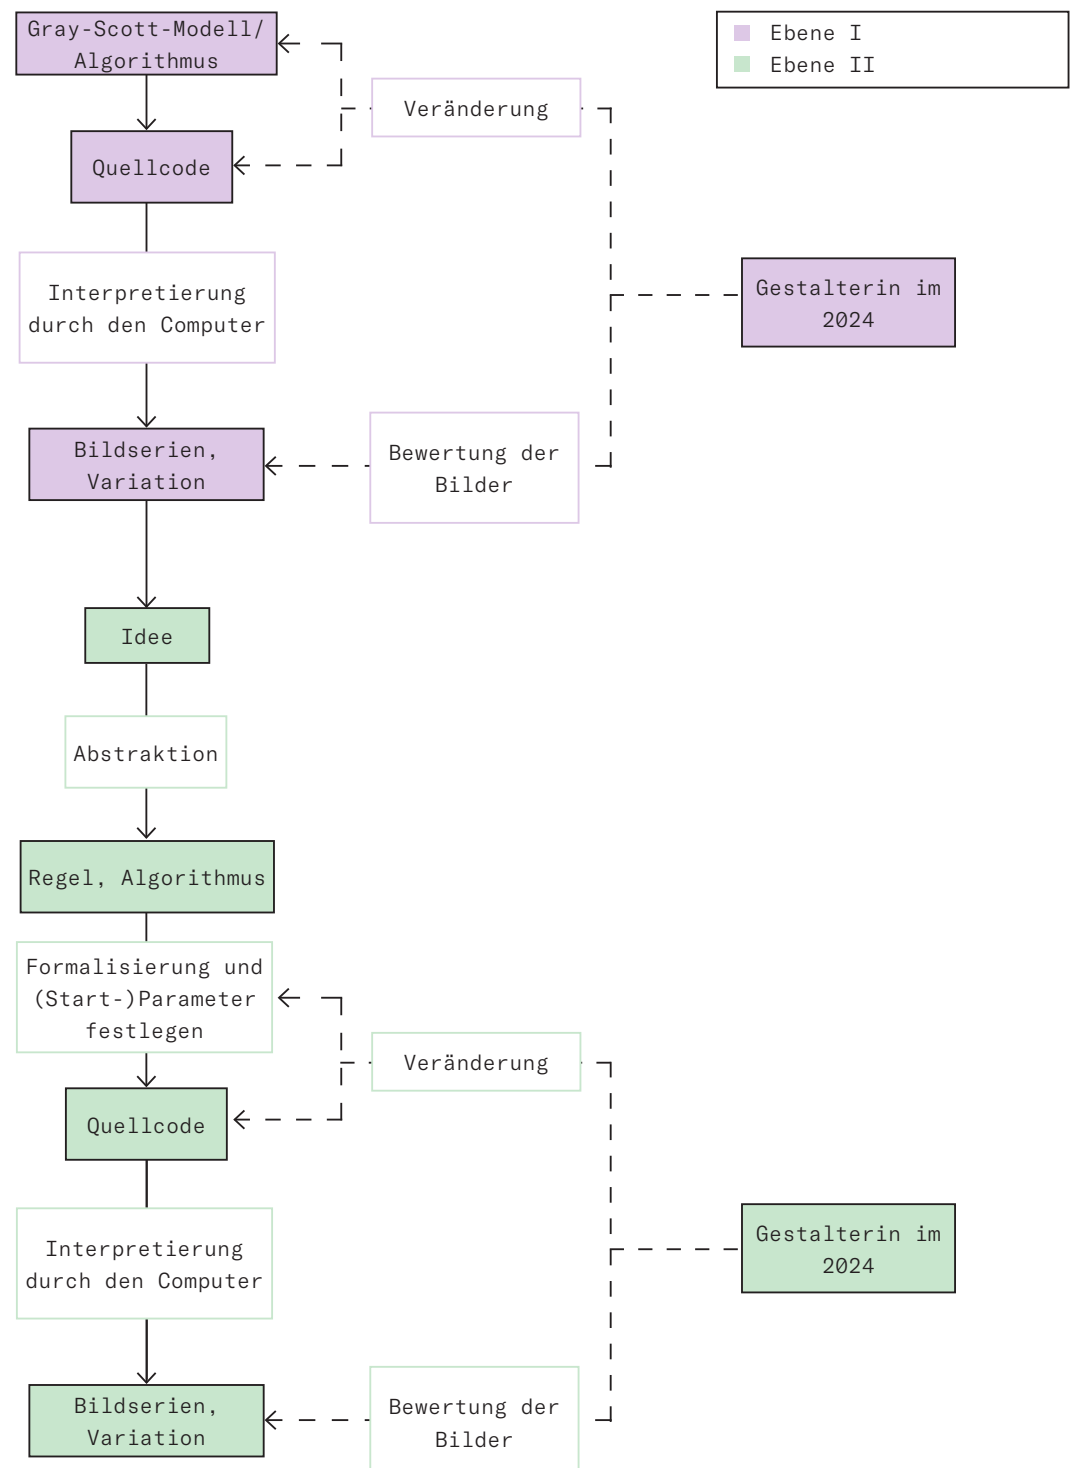 Gray-Scott-Modell/
Algorithmus
Ebene I
Ebene II
Veränderung
Quellcode
Interpretierung
durch den Computer
Gestalterin im
2024
Bildserien,
Variation
Bewertung der
Bilder
Idee
Abstraktion
Regel, Algorithmus
Formalisierung und
(Start-)Parameter
festlegen
Veränderung
Quellcode
Interpretierung
durch den Computer
Gestalterin im
2024
Bildserien,
Variation
Bewertung der
Bilder